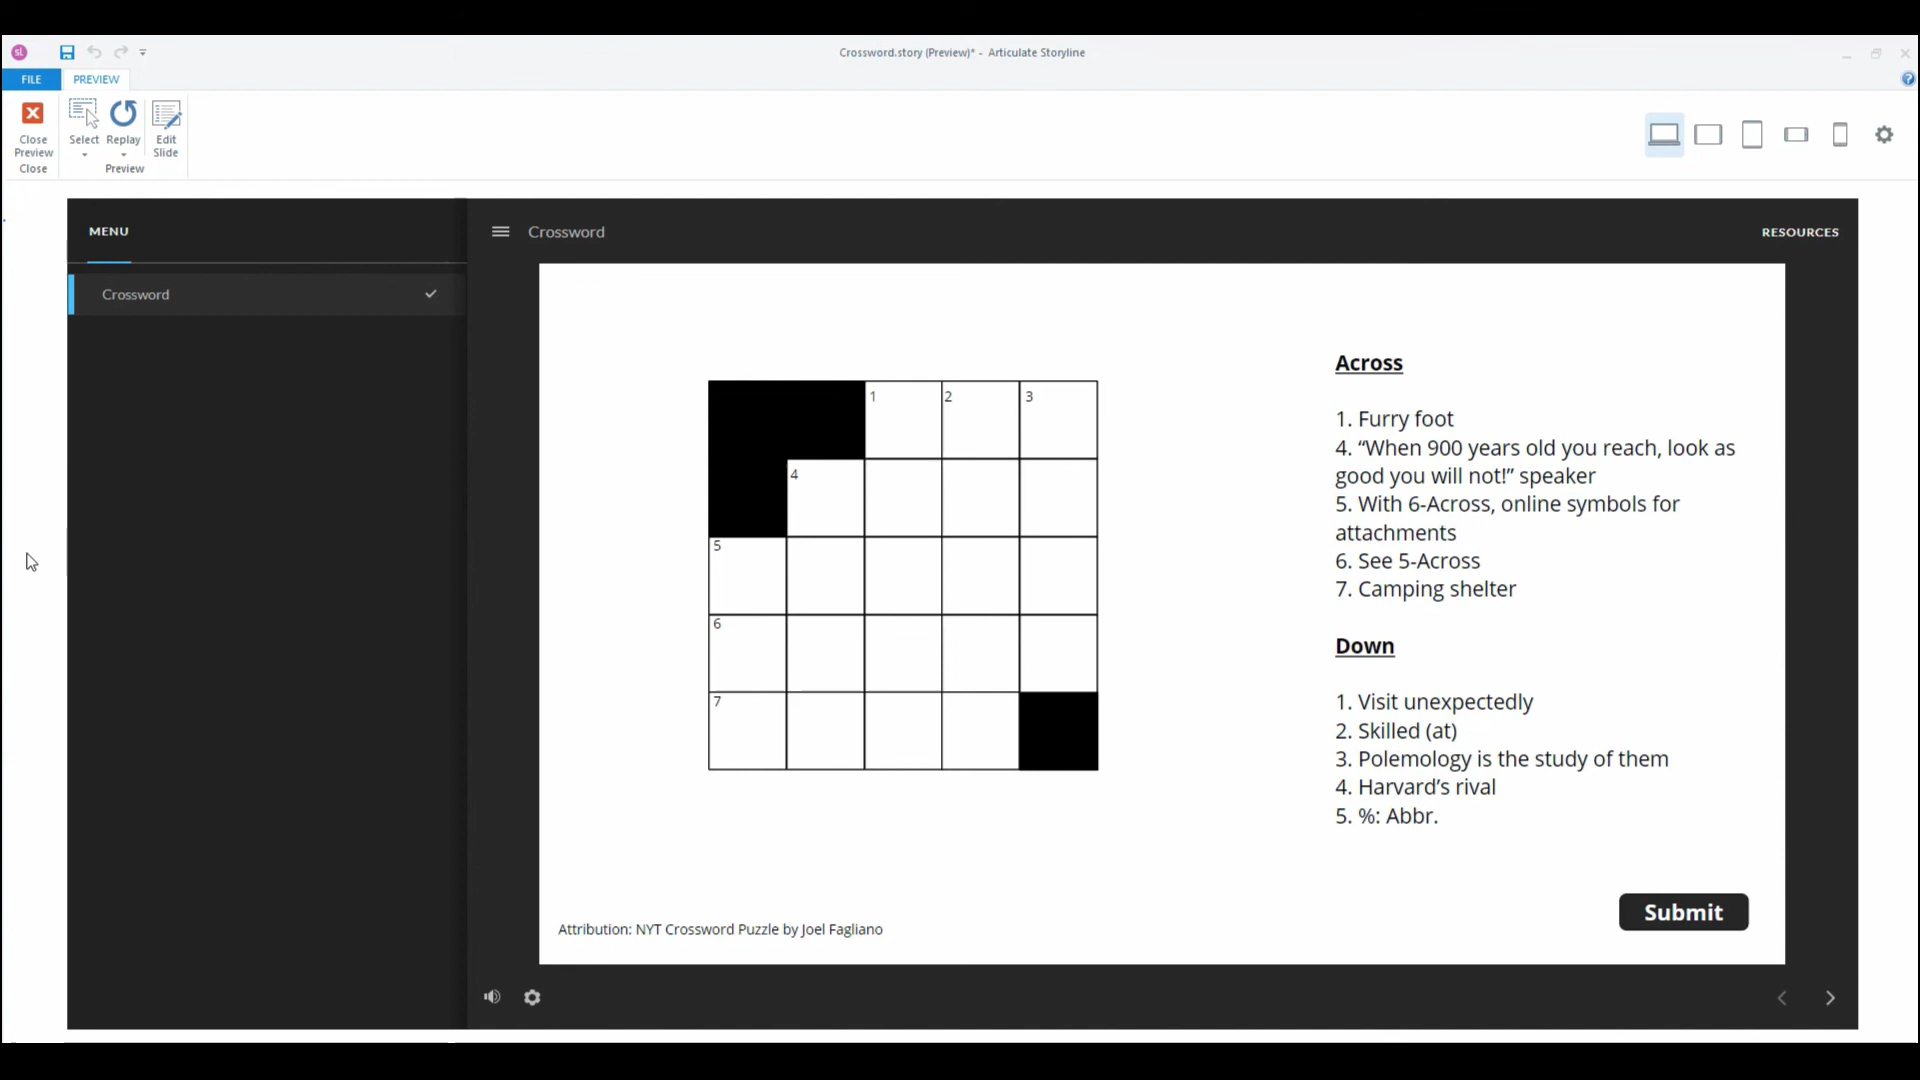 sl
Crossword.story (Preview)* - Articulate Storyline
FILE
PREVIEW
?
Close Preview
Select
Replay
Edit Slide
Close
Preview
MENU
Crossword
RESOURCES
Crossword
1
2
3
4
5
6
7
Across
1. Furry foot
4. “When 900 years old you reach, look as
good you will not!” speaker
5. With 6-Across, online symbols for
attachments
6. See 5-Across
7. Camping shelter
Down
1. Visit unexpectedly
2. Skilled (at)
3. Polemology is the study of them
4. Harvard’s rival
5. %: Abbr.
Submit
Attribution: NYT Crossword Puzzle by Joel Fagliano